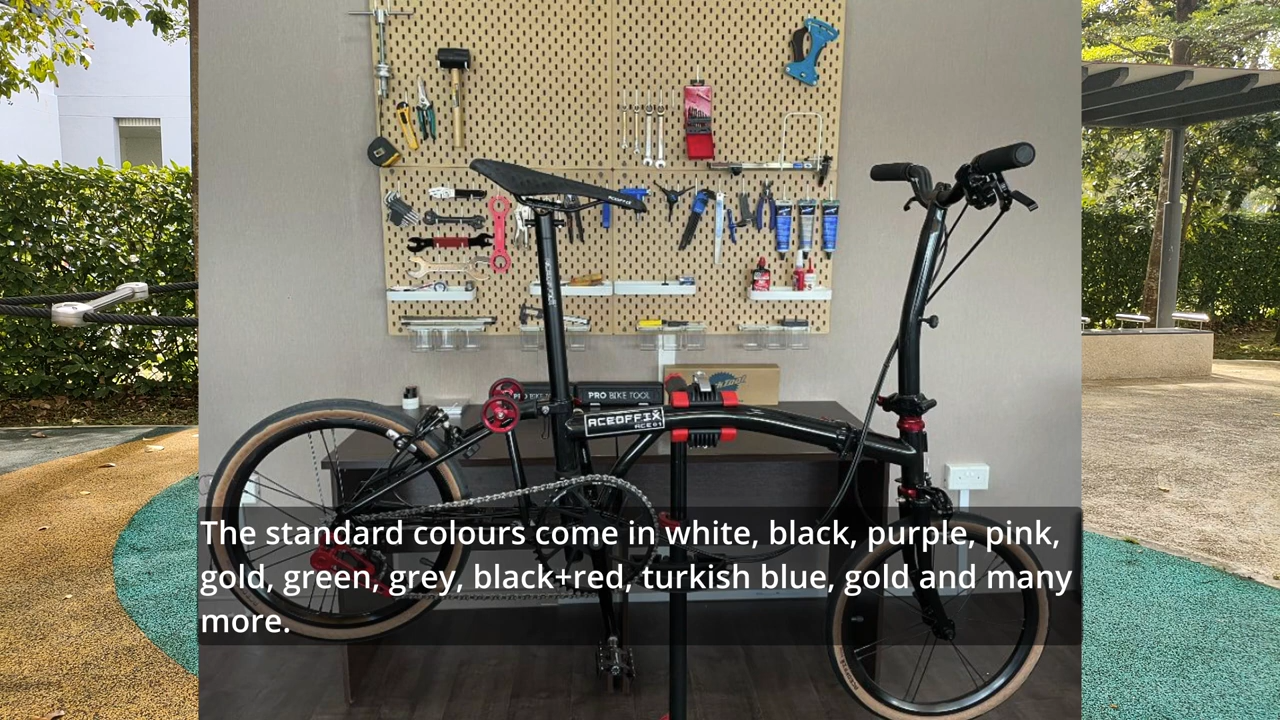 PRO BIKE TOOL
ACEOFFIX
ACE01
The standard colours come in white, black, purple, pink,
gold, green, grey, black+red, turkish blue, gold and many
more.